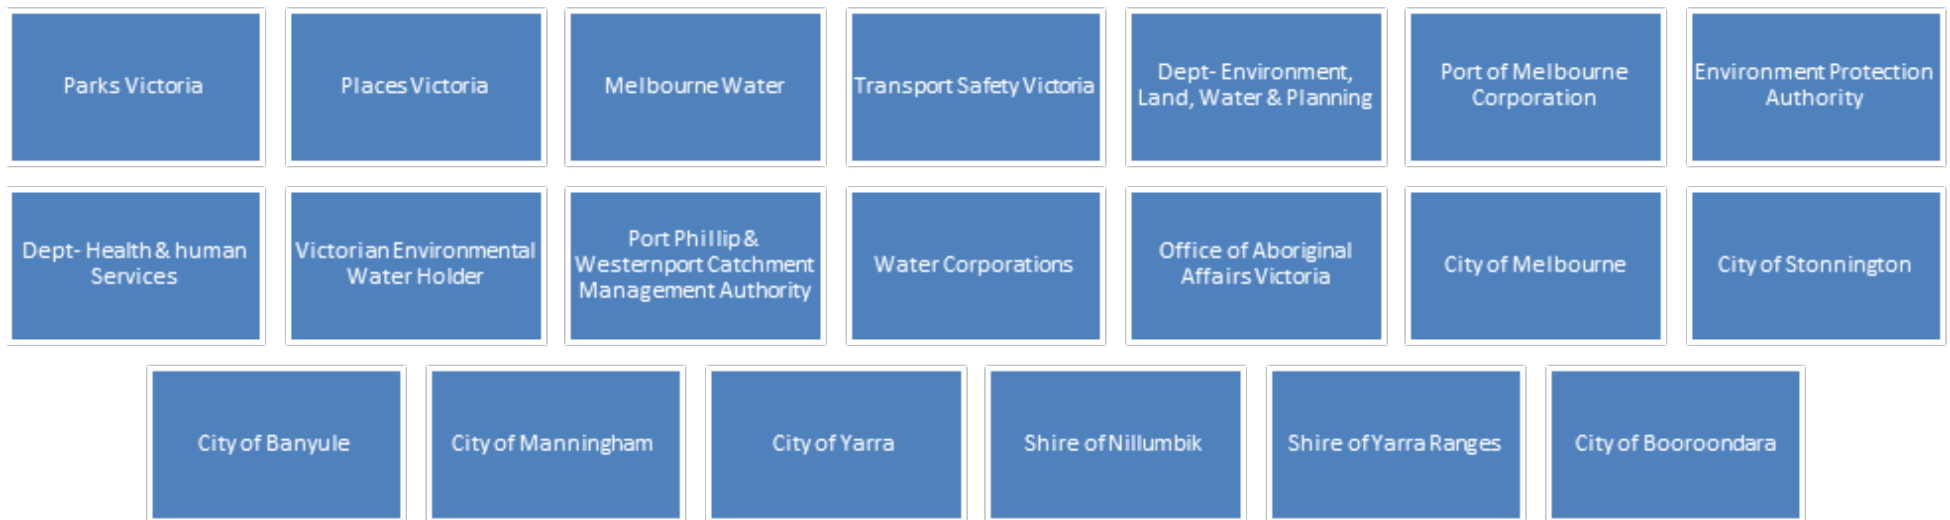 Parks Victoria
Places Victoria
Melbourne Water
Transport Safety Victoria
Dept- Environment,
Land, Water & Planning
Port of Melbourne
Corporation
Environment Protection
Authority
Dept- Health & human
Services
Victorian Environmental
Water Holder
Port Phillip &
Westernport Catchment
Management Authority
Water Corporations
Office of Aboriginal
Affairs Victoria
City of Melbourne
City of Stonnington
City of Banyule
City of Manningham
City of Yarra
Shire of Nillumbik
Shire of Yarra Ranges
City of Booroondara